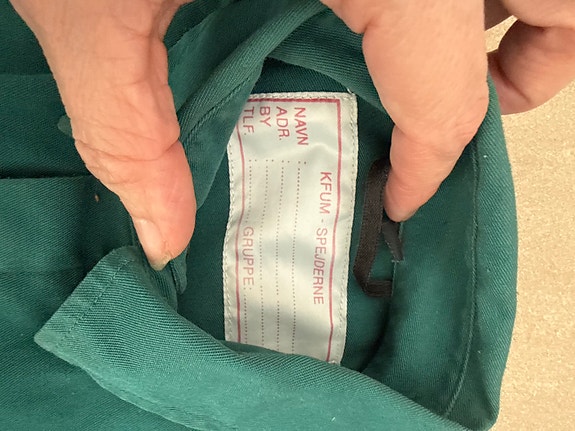 KFUM - SPEJDERNE
NAVN
ADR.
BY
TLF. GRUPPE: